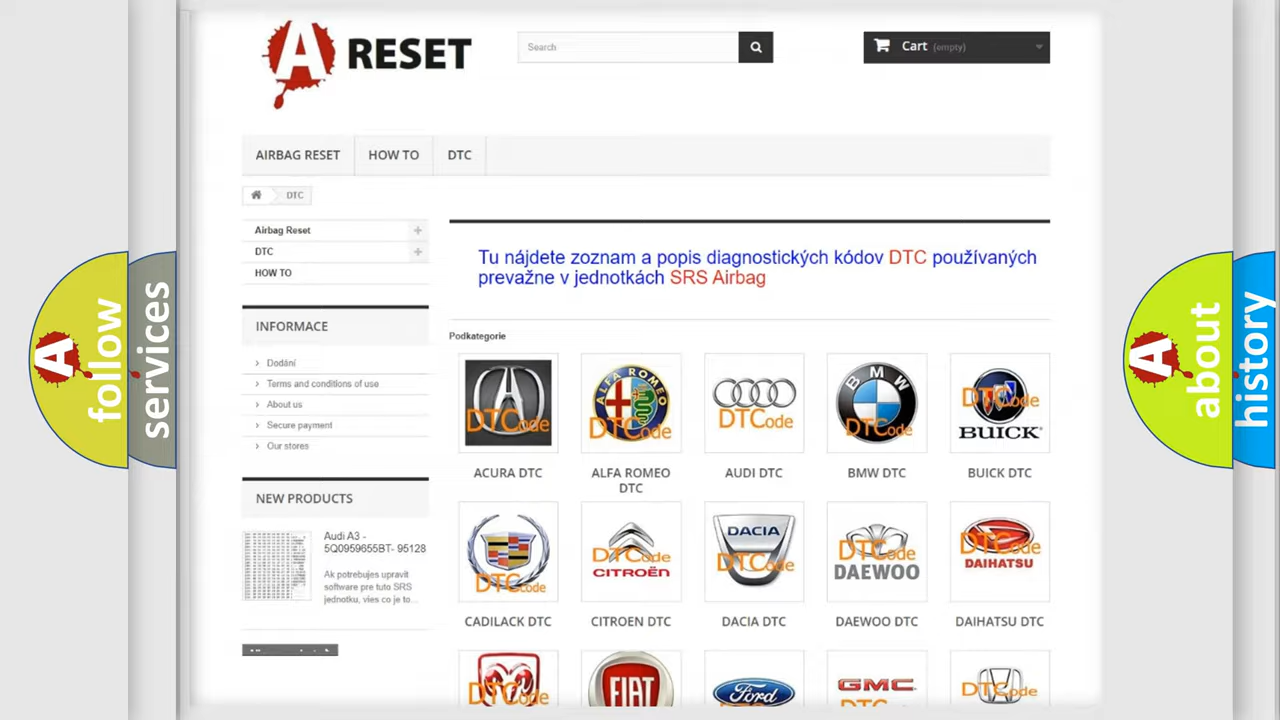 A RESET
Search
Cart (empty)
AIRBAG RESET
HOW TO
DTC
DTC
Airbag Reset
DTC
HOW TO
INFORMACE
Dodání
Terms and conditions of use
About us
Secure payment
Our stores
NEW PRODUCTS
Audi A3 -
5Q0959655BT- 95128
Ak potrebujes upravit
software pre tuto SRS
jednotku, vies co je to...
Tu nájdete zoznam a popis diagnostických kódov DTC používaných
prevažne v jednotkách SRS Airbag
Podkategorie
DTCode
ACURA DTC
ALFA ROMEO
DTCode
ALFA ROMEO
DTC
DTCode
AUDI DTC
BMW
DTCode
BMW DTC
DTCode
BUICK
BUICK DTC
DTCode
CADILACK DTC
DTCode
CITROËN
CITROEN DTC
DACIA
DTCode
DACIA DTC
DTCode
DAEWOO
DAEWOO DTC
DTCode
DAIHATSU
DAIHATSU DTC
DTCode
FIAT
Ford
DTCode
GMC
DTCode
A follow
services
A about
history